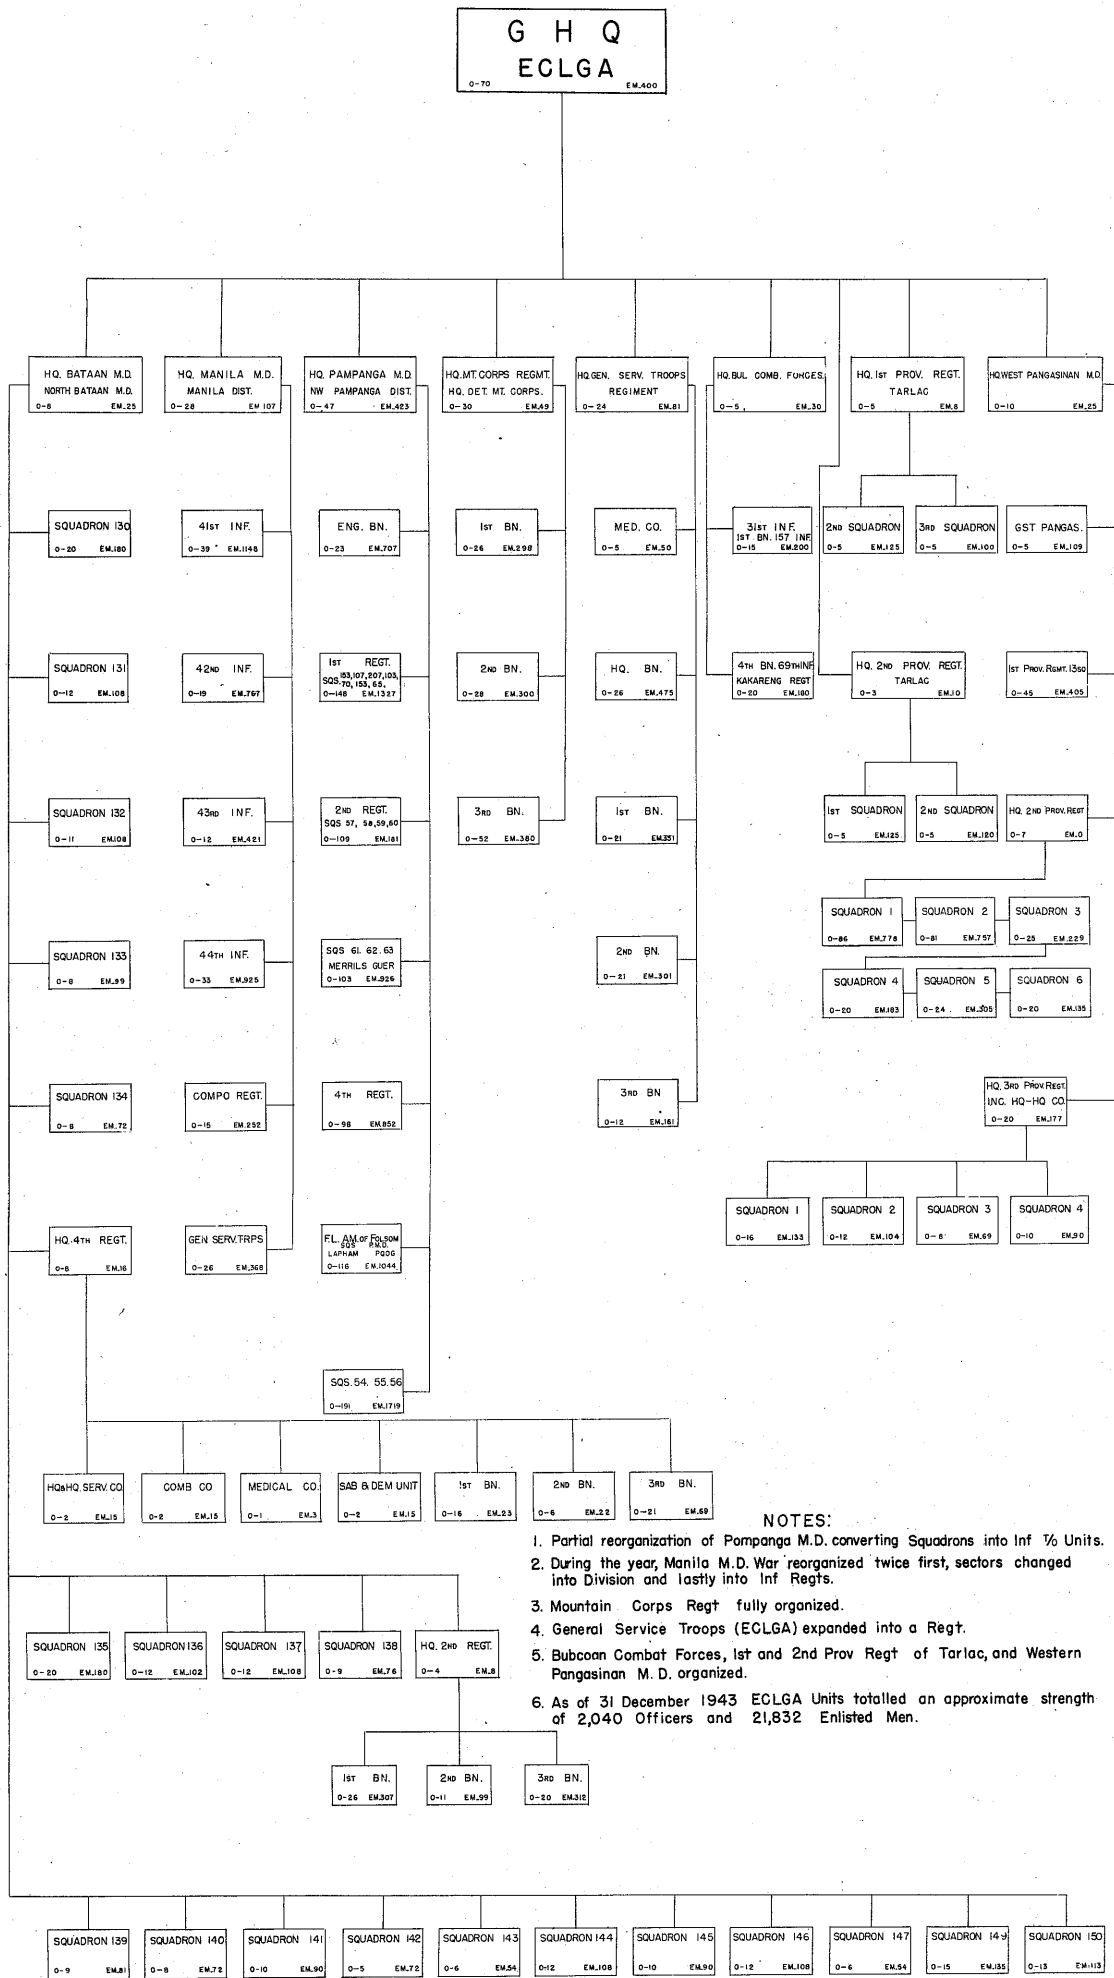 G H Q
ECLGA
O-70 EM.400
HQ. BATAAN M.D.
NORTH BATAAN M.D.
O-8 EM.25
HQ. MANILA M.D.
MANILA DIST.
O-28 EM 107
HQ. PAMPANGA M.D.
NW PAMPANGA DIST.
O-47 EM.423
HQ. MT. CORPS REGMT.
HQ. DET. MT. CORPS.
O-30 EM.49
HQ. GEN. SERV. TROOPS
REGIMENT
O-24 EM.81
HQ. BUL COMB. FORCES.
O-5 EM.30
HQ. 1ST PROV. REGT.
TARLAC
O-5 EM.8
HQ. WEST PANGASINAN M.D.
O-10 EM.25
SQUADRON 130
O-20 EM.180
41ST INF.
O-39 EM.1148
ENG. BN.
O-23 EM.707
1ST BN.
O-26 EM.298
MED. CO.
O-5 EM.50
31ST INF.
1ST BN. 157 INF.
O-15 EM.200
2ND SQUADRON
O-5 EM.125
3RD SQUADRON
O-5 EM.100
GST PANGAS.
O-5 EM.109
SQUADRON 131
O-12 EM.108
42ND INF.
O-19 EM.767
1ST REGT.
153,107,207,103,
SQS. 70, 153, 65.
O-148 EM.1327
2ND BN.
O-28 EM.300
HQ. BN.
O-26 EM.475
4TH BN. 69TH INF
KAKARENG REGT
O-20 EM.180
HQ. 2ND PROV. REGT.
TARLAC
O-3 EM.10
1ST PROV. RGMT. 13SQ
O-45 EM.405
SQUADRON 132
O-11 EM.108
43RD INF.
O-12 EM.421
2ND REGT.
SQS 57, 58, 59, 60
O-109 EM.181
3RD BN.
O-52 EM.380
1ST BN.
O-21 EM.351
1ST SQUADRON
O-5 EM.125
2ND SQUADRON
O-5 EM.120
HQ. 2ND PROV. REGT
O-7 EM.0
SQUADRON 1
O-86 EM.778
SQUADRON 2
O-81 EM.757
SQUADRON 3
O-25 EM.229
SQUADRON 133
O-8 EM.99
44TH INF.
O-33 EM.925
SQS 61. 62. 63
MERRILS GUER
O-103 EM.926
2ND BN.
O-21 EM.301
SQUADRON 4
O-20 EM.183
SQUADRON 5
O-24 EM.305
SQUADRON 6
O-20 EM.135
SQUADRON 134
O-8 EM.72
COMPO REGT.
O-15 EM.252
4TH REGT.
O-98 EM.852
3RD BN
O-12 EM.161
HQ. 3RD PROV. REGT.
INC. HQ-HQ CO.
O-20 EM.177
SQUADRON 1
O-16 EM.133
SQUADRON 2
O-12 EM.104
SQUADRON 3
O-8 EM.69
SQUADRON 4
O-10 EM.90
HQ. 4TH REGT.
O-6 EM.16
GEN SERV. TRPS
O-26 EM.368
F.L. AM. OF FOLSOM
SQS P.M.D.
LAPHAM PQOG
O-116 EM.1044
SQS. 54. 55. 56
O-191 EM.1719
HQ & HQ. SERV. CO.
O-2 EM.15
COMB CO
O-2 EM.15
MEDICAL CO.
O-1 EM.3
SAB & DEM UNIT
O-2 EM.15
1ST BN.
O-16 EM.23
2ND BN.
O-6 EM.22
3RD BN.
O-21 EM.69
NOTES:
1. Partial reorganization of Pompanga M.D. converting Squadrons into Inf T/O Units.
2. During the year, Manila M.D. War reorganized twice first, sectors changed
into Division and lastly into Inf Regts.
3. Mountain Corps Regt fully organized.
4. General Service Troops (ECLGA) expanded into a Regt.
5. Bubcoan Combat Forces, 1st and 2nd Prov Regt of Tarlac, and Western
Pangasinan M. D. organized.
6. As of 31 December 1943 ECLGA Units totalled an approximate strength
of 2,040 Officers and 21,832 Enlisted Men.
SQUADRON 135
O-20 EM.180
SQUADRON 136
O-12 EM.102
SQUADRON 137
O-12 EM.108
SQUADRON 138
O-9 EM.76
HQ. 2ND REGT.
O-4 EM.8
1ST BN.
O-26 EM.307
2ND BN.
O-11 EM.99
3RD BN.
O-20 EM.312
SQUADRON 139
O-9 EM.81
SQUADRON 140
O-8 EM.72
SQUADRON 141
O-10 EM.90
SQUADRON 142
O-5 EM.72
SQUADRON 143
O-6 EM.54
SQUADRON 144
O-12 EM.108
SQUADRON 145
O-10 EM.90
SQUADRON 146
O-12 EM.108
SQUADRON 147
O-6 EM.54
SQUADRON 149
O-15 EM.135
SQUADRON 150
O-13 EM.113